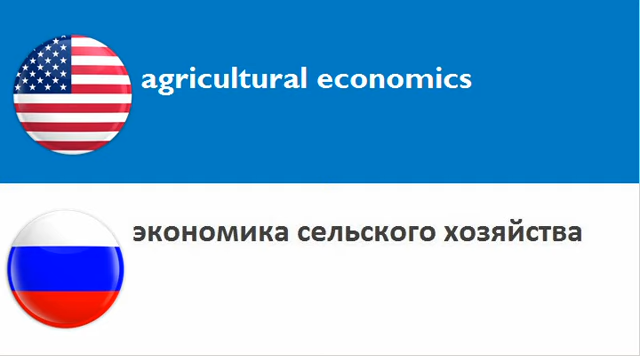 agricultural economics
экономика сельского хозяйства